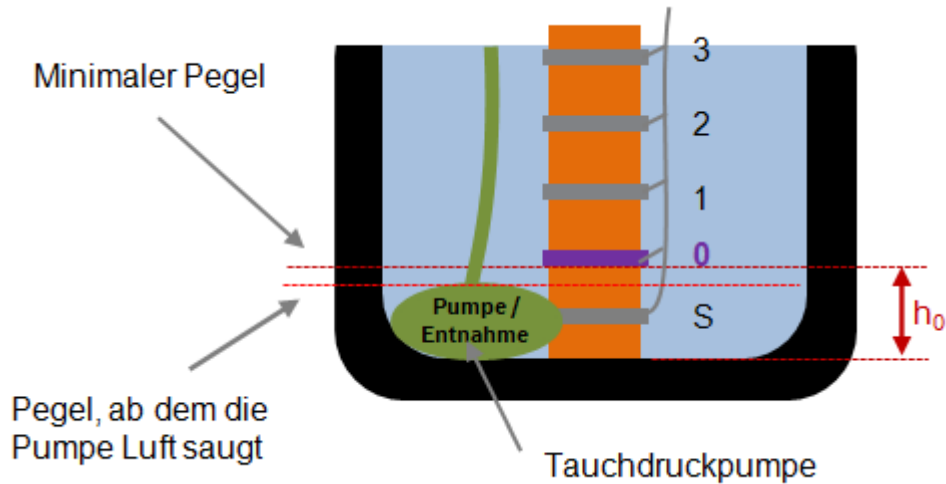 3
Minimaler Pegel
2
1
0
Pumpe /
Entnahme
S
h₀
Pegel, ab dem die
Pumpe Luft saugt
Tauchdruckpumpe